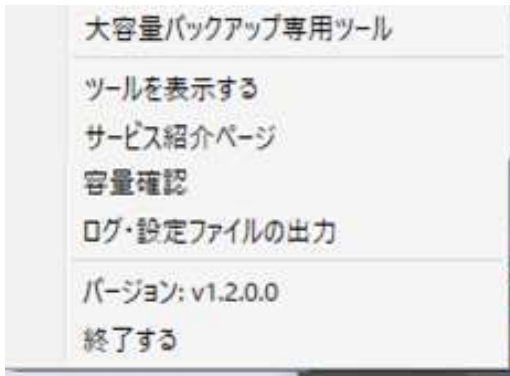 大容量バックアップ専用ツール
ツールを表示する
サービス紹介ページ
容量確認
ログ・設定ファイルの出力
バージョン: v1.2.0.0
終了する